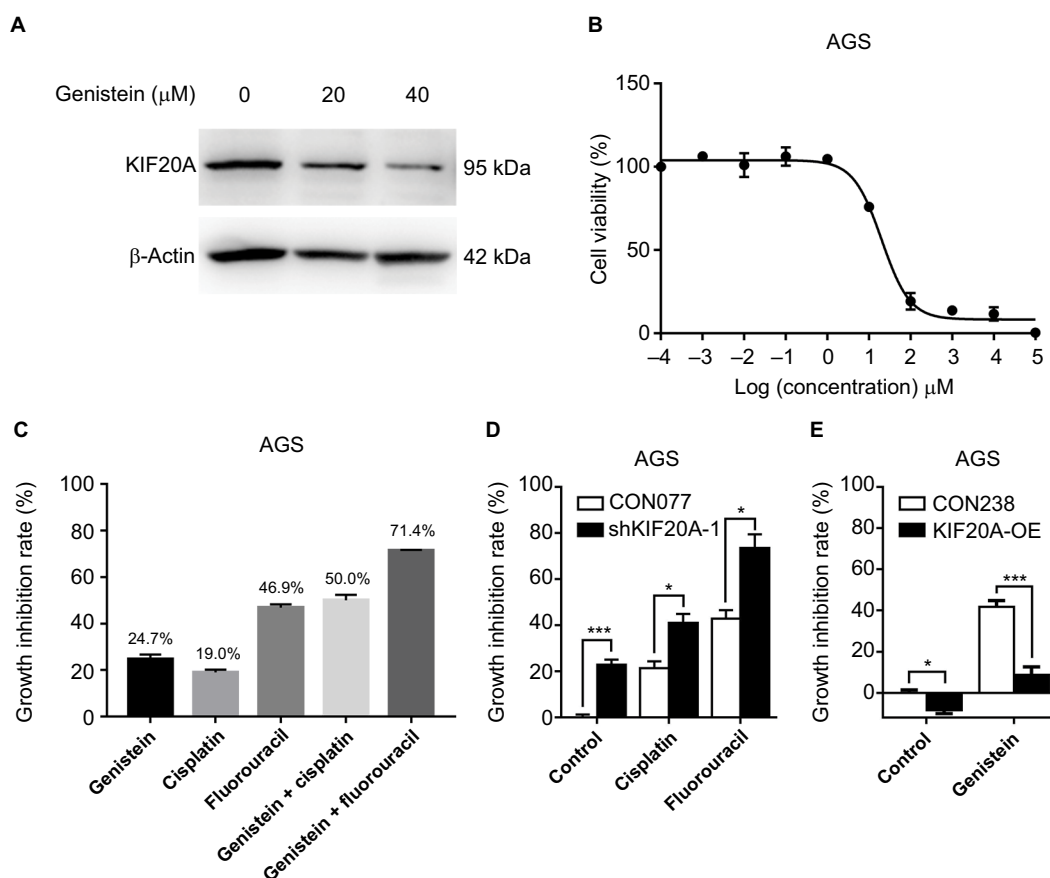 A
Genistein (μM) 0 20 40
KIF20A 95 kDa
β-Actin 42 kDa
B
AGS
Cell viability (%)
150
100
50
0
–4 –3 –2 –1 0 1 2 3 4 5
Log (concentration) μM
C
AGS
Growth inhibition rate (%)
100
80
60
40
20
0
24.7%
19.0%
46.9%
50.0%
71.4%
Genistein
Cisplatin
Fluorouracil
Genistein + cisplatin
Genistein + fluorouracil
D
AGS
Growth inhibition rate (%)
100
80
60
40
20
0
CON077
shKIF20A-1
***
*
*
Control
Cisplatin
Fluorouracil
E
AGS
Growth inhibition rate (%)
100
80
60
40
20
0
CON238
KIF20A-OE
*
***
Control
Genistein